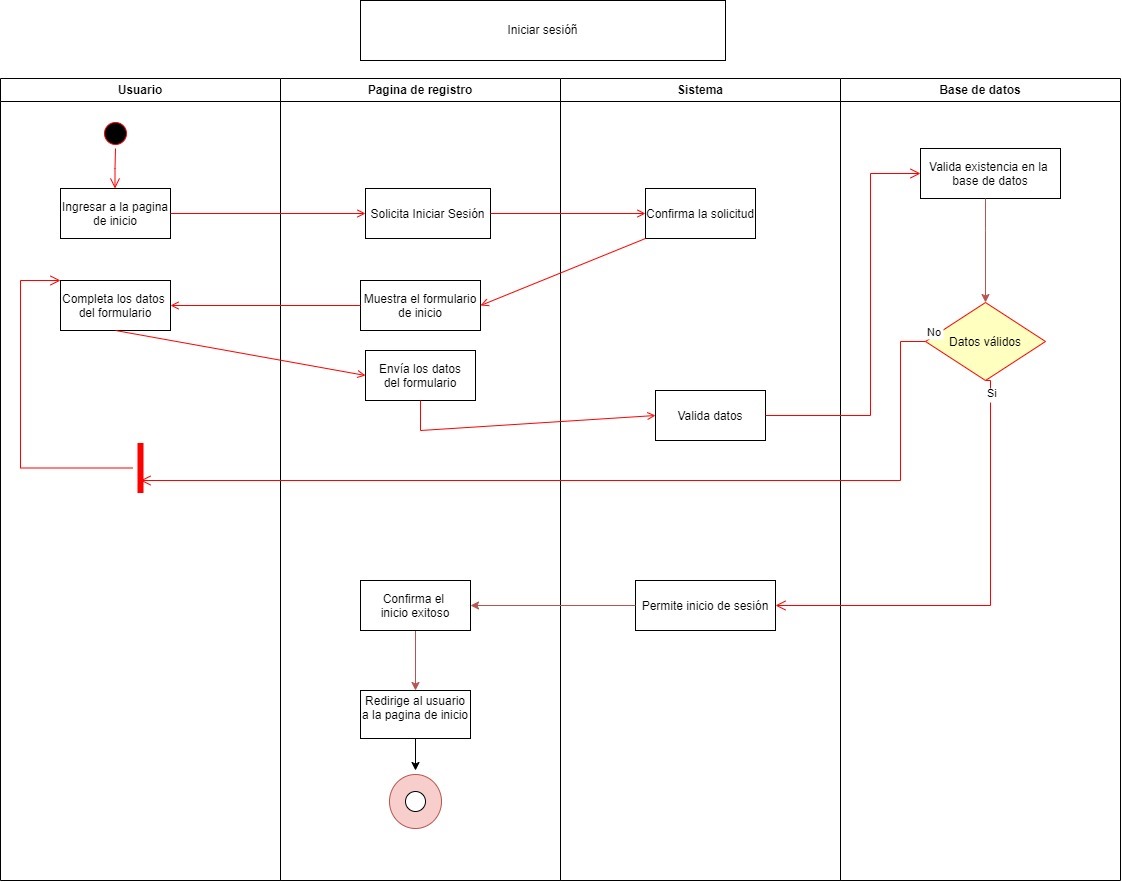 Iniciar sesióñ
Usuario
Pagina de registro
Sistema
Base de datos
Ingresar a la pagina
de inicio
Solicita Iniciar Sesión
Confirma la solicitud
Valida existencia en la
base de datos
Completa los datos
del formulario
Muestra el formulario
de inicio
Envía los datos
del formulario
Valida datos
No
Datos válidos
Si
Confirma el
inicio exitoso
Permite inicio de sesión
Redirige al usuario
a la pagina de inicio